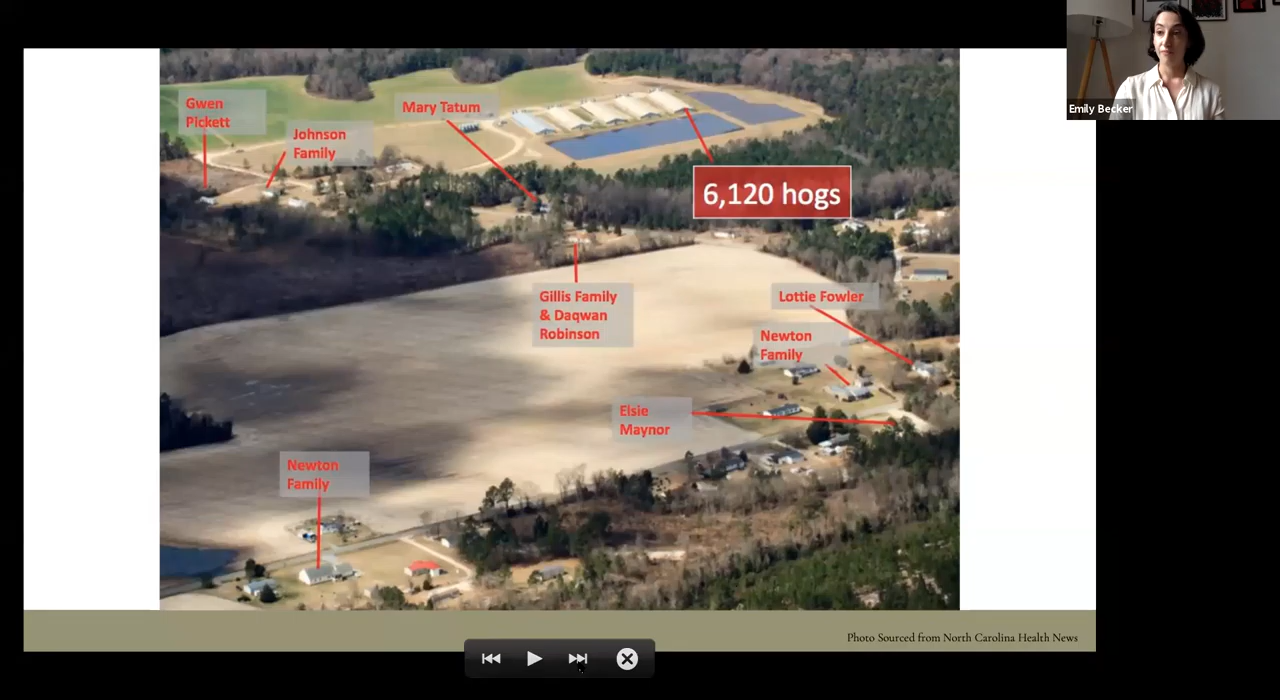 Emily Becker
Gwen
Pickett
Johnson
Family
Mary Tatum
6,120 hogs
Gillis Family
& Daqwan
Robinson
Lottie Fowler
Newton
Family
Elsie
Maynor
Newton
Family
Photo Sourced from North Carolina Health News